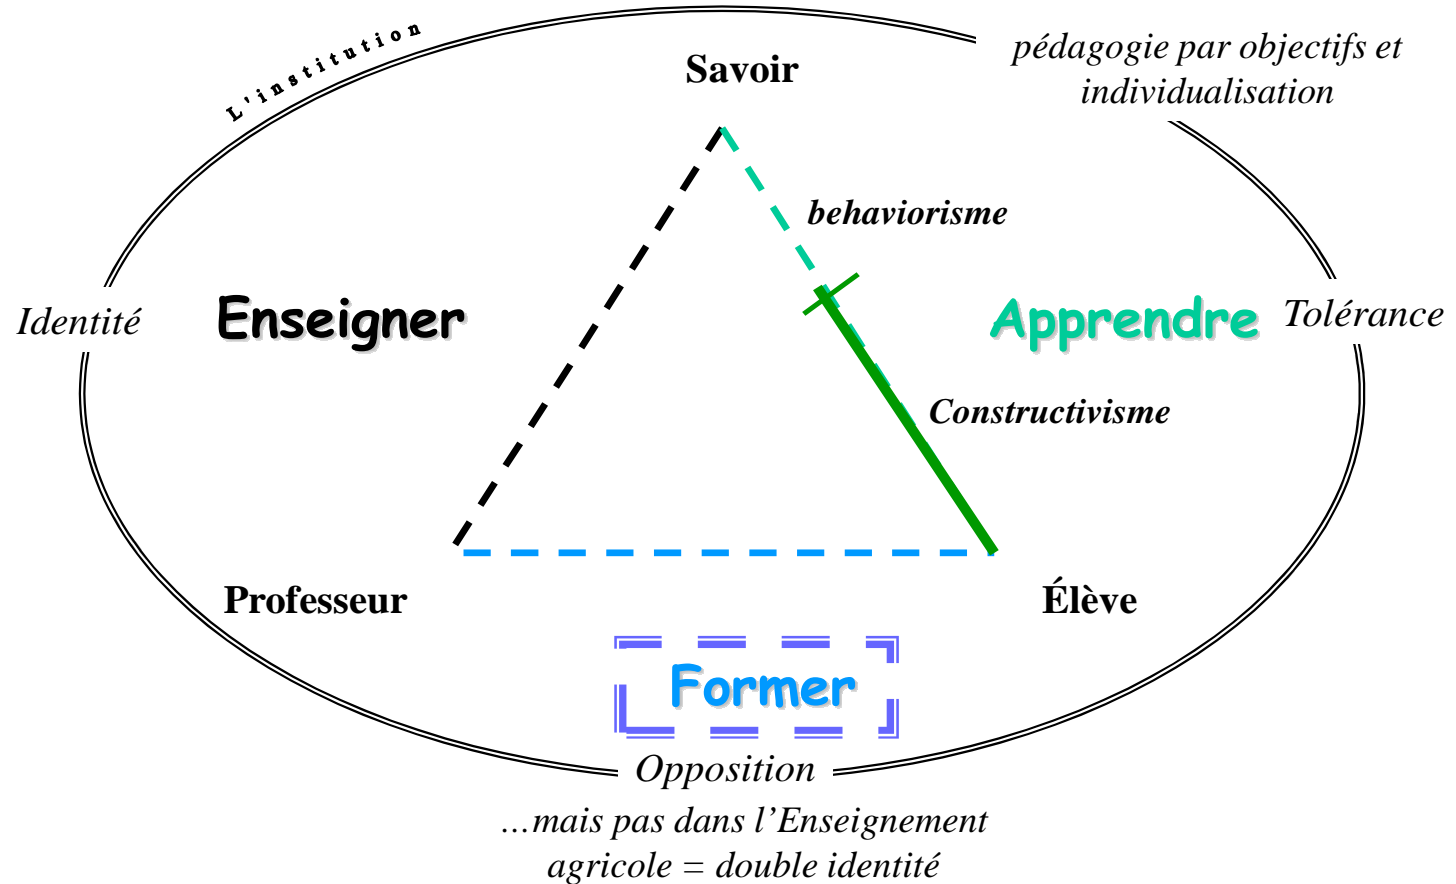 L'institution
pédagogie par objectifs et
individualisation
Savoir
behaviorisme
Identité
Enseigner
Apprendre
Tolérance
Constructivisme
Professeur
Élève
Former
Opposition
…mais pas dans l’Enseignement
agricole = double identité